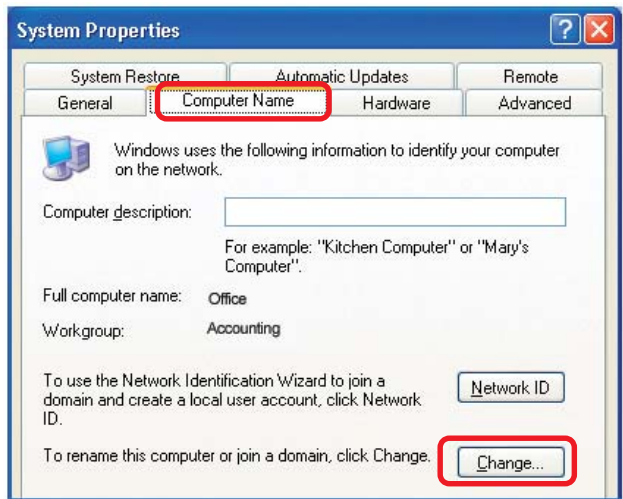 System Properties
System Restore Automatic Updates Remote
General Computer Name Hardware Advanced
Windows uses the following information to identify your computer
on the network.
Computer description:
For example: "Kitchen Computer" or "Mary's
Computer".
Full computer name: Office
Workgroup: Accounting
To use the Network Identification Wizard to join a
domain and create a local user account, click Network
ID.
Network ID
To rename this computer or join a domain, click Change.
Change...